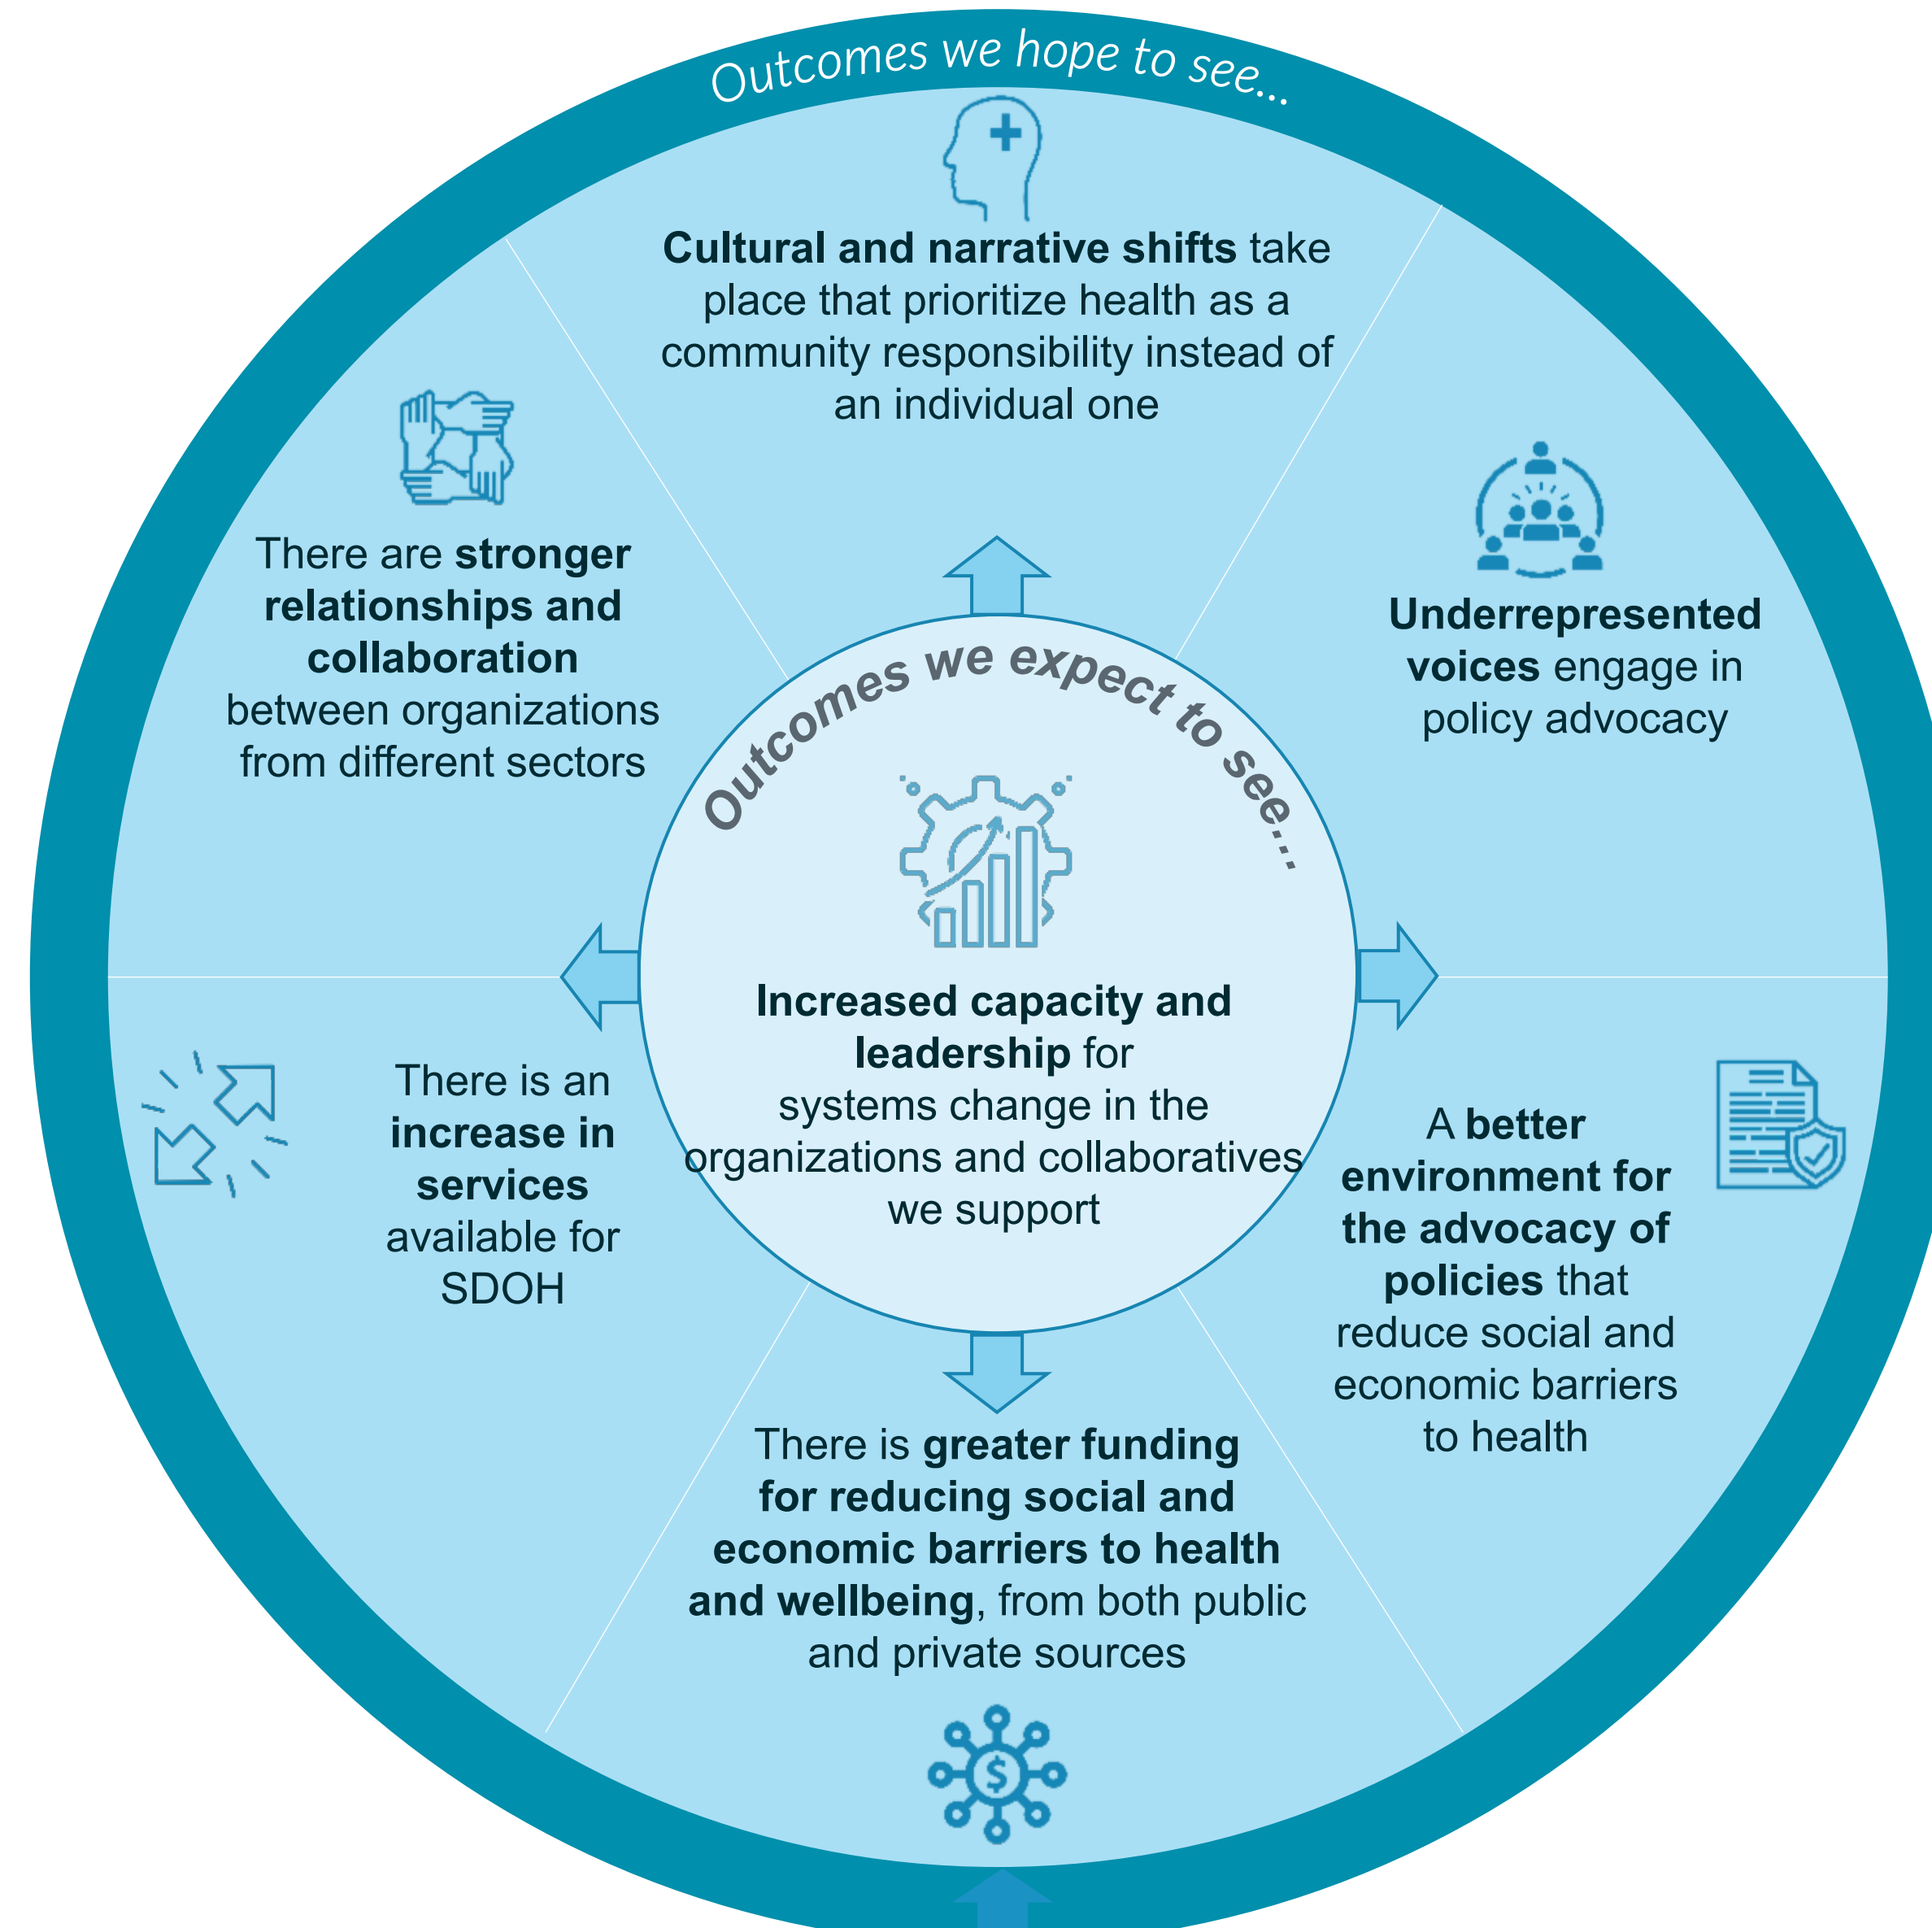 Outcomes we hope to see...
Cultural and narrative shifts take
place that prioritize health as a
community responsibility instead of
an individual one
There are stronger
relationships and
collaboration
between organizations
from different sectors
Underrepresented
voices engage in
policy advocacy
Outcomes we expect to see...
Increased capacity and
leadership for
systems change in the
organizations and collaboratives
we support
There is an
increase in
services
available for
SDOH
A better
environment for
the advocacy of
policies that
reduce social and
economic barriers
to health
There is greater funding
for reducing social and
economic barriers to health
and wellbeing, from both public
and private sources
$